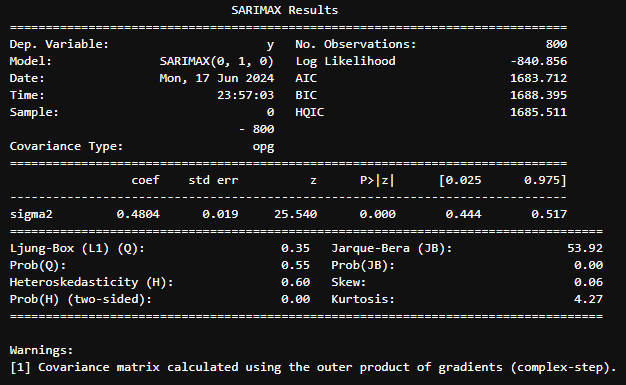 SARIMAX Results
==============================================================================
Dep. Variable:                      y   No. Observations:                  800
Model:               SARIMAX(0, 1, 0)   Log Likelihood                -840.856
Date:                Mon, 17 Jun 2024   AIC                           1683.712
Time:                        23:57:03   BIC                           1688.395
Sample:                             0   HQIC                          1685.511
- 800
Covariance Type:                  opg
==============================================================================
coef    std err          z      P>|z|      [0.025      0.975]
------------------------------------------------------------------------------
sigma2         0.4804      0.019     25.540      0.000       0.444       0.517
===================================================================================
Ljung-Box (L1) (Q):                   0.35   Jarque-Bera (JB):                53.92
Prob(Q):                              0.55   Prob(JB):                         0.00
Heteroskedasticity (H):               0.60   Skew:                             0.06
Prob(H) (two-sided):                  0.00   Kurtosis:                         4.27
===================================================================================
Warnings:
[1] Covariance matrix calculated using the outer product of gradients (complex-step).